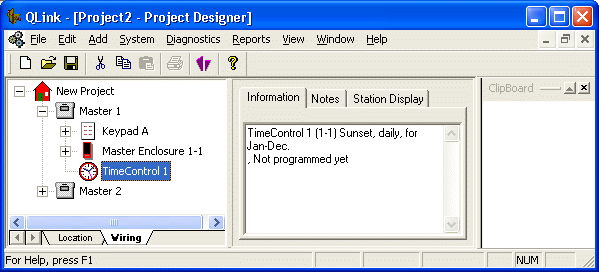 QLink - [Project2 - Project Designer]
File Edit Add System Diagnostics Reports View Window Help
New Project
Master 1
Keypad A
Master Enclosure 1-1
TimeControl 1
Master 2
Location Wiring
Information Notes Station Display
TimeControl 1 (1-1) Sunset, daily, for
Jan-Dec.
, Not programmed yet
ClipBoard
For Help, press F1
NUM